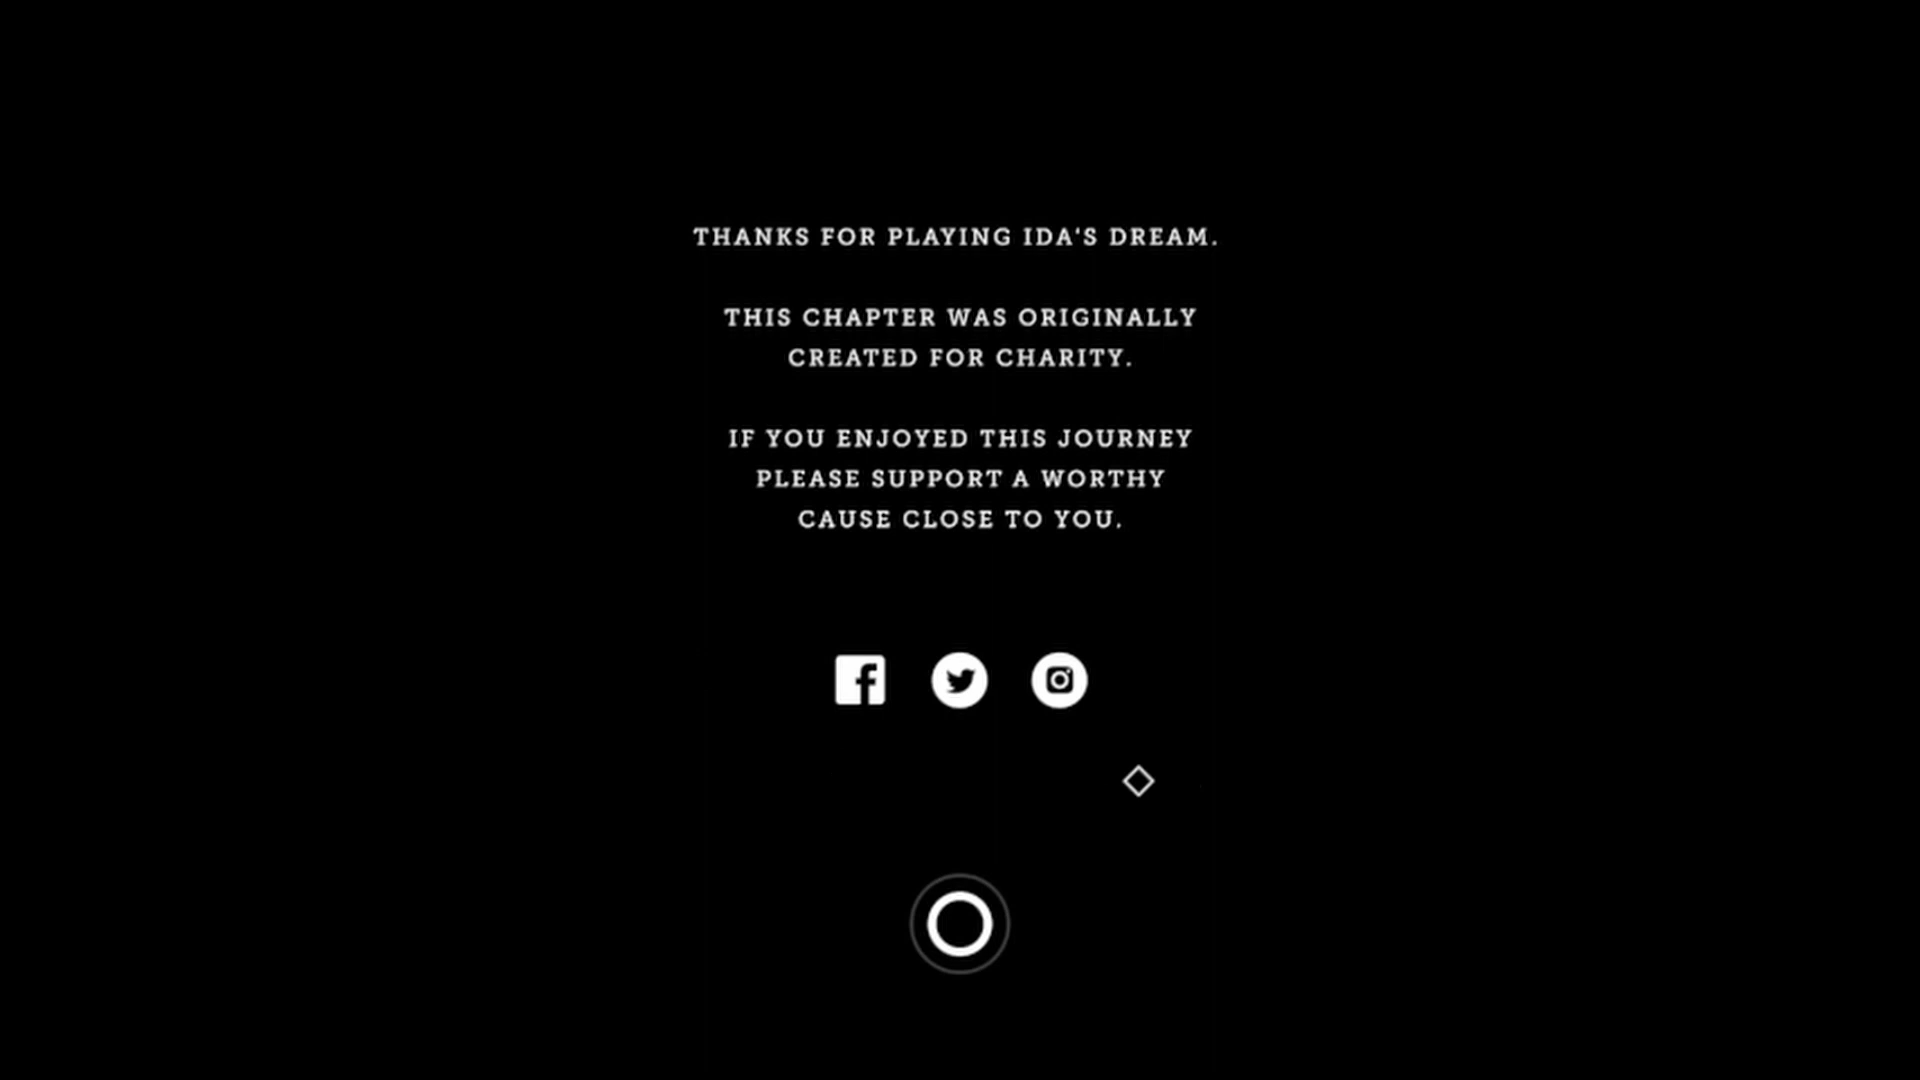 THANKS FOR PLAYING IDA'S DREAM.
THIS CHAPTER WAS ORIGINALLY
CREATED FOR CHARITY.
IF YOU ENJOYED THIS JOURNEY
PLEASE SUPPORT A WORTHY
CAUSE CLOSE TO YOU.